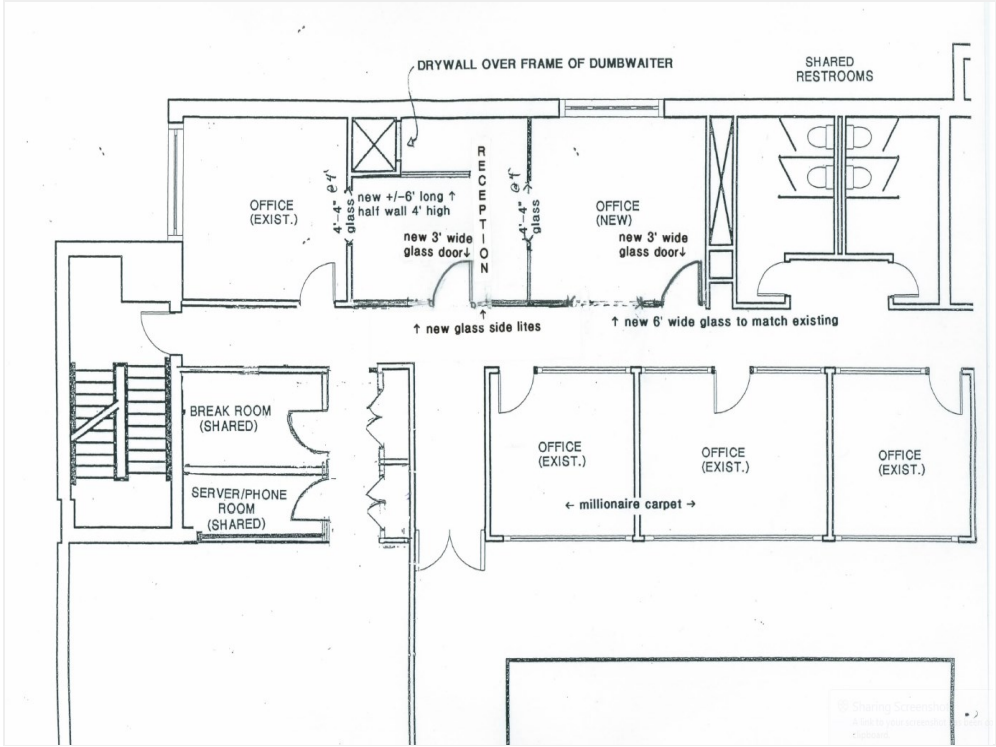 DRYWALL OVER FRAME OF DUMBWAITER
SHARED
RESTROOMS
OFFICE
(EXIST.)
4'-4"
glass
new +/-6' long ↑
half wall 4' high
RECEPTION
new 3' wide
glass door↓
4'-4"
glass
OFFICE
(NEW)
new 3' wide
glass door↓
↑ new glass side lites
↑ new 6' wide glass to match existing
BREAK ROOM
(SHARED)
SERVER/PHONE
ROOM
(SHARED)
OFFICE
(EXIST.)
OFFICE
(EXIST.)
OFFICE
(EXIST.)
← millionaire carpet →